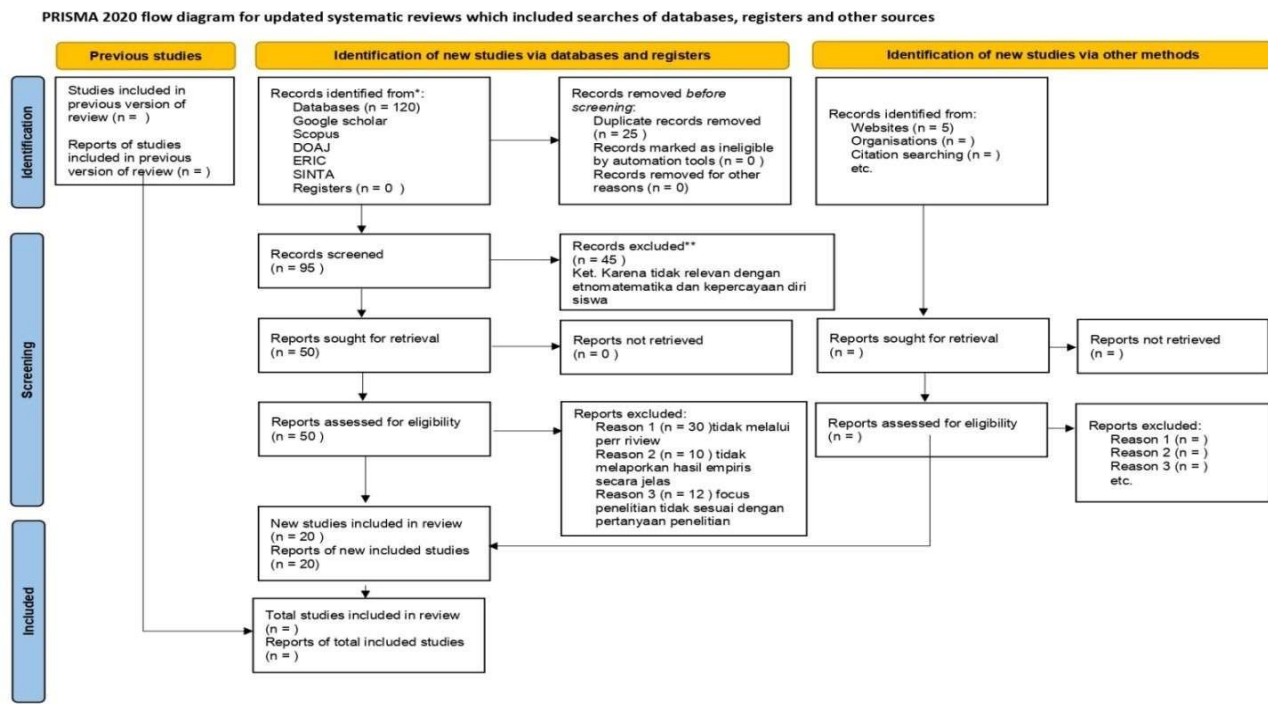 PRISMA 2020 flow diagram for updated systematic reviews which included searches of databases, registers and other sources
Previous studies
Identification of new studies via databases and registers
Identification of new studies via other methods
Identification
Studies included in
previous version of
review (n = )
Reports of studies
included in previous
version of review (n = )
Records identified from*:
Databases (n = 120)
Google scholar
Scopus
DOAJ
ERIC
SINTA
Registers (n = 0 )
Records removed before
screening:
Duplicate records removed
(n = 25 )
Records marked as ineligible
by automation tools (n = 0 )
Records removed for other
reasons (n = 0)
Records identified from:
Websites (n = 5)
Organisations (n = )
Citation searching (n = )
etc.
Screening
Records screened
(n = 95 )
Records excluded**
(n = 45 )
Ket. Karena tidak relevan dengan
etnomatematika dan kepercayaan diri
siswa
Reports sought for retrieval
(n = 50)
Reports not retrieved
(n = 0 )
Reports sought for retrieval
(n = )
Reports not retrieved
(n = )
Reports assessed for eligibility
(n = 50 )
Reports excluded:
Reason 1 (n = 30 )tidak melalui
perr riview
Reason 2 (n = 10 ) tidak
melaporkan hasil empiris
secara jelas
Reason 3 (n = 12 ) focus
penelitian tidak sesuai dengan
pertanyaan penelitian
Reports assessed for eligibility
(n = )
Reports excluded:
Reason 1 (n = )
Reason 2 (n = )
Reason 3 (n = )
etc.
Included
New studies included in review
(n = 20 )
Reports of new included studies
(n = 20)
Total studies included in review
(n = )
Reports of total included studies
(n = )